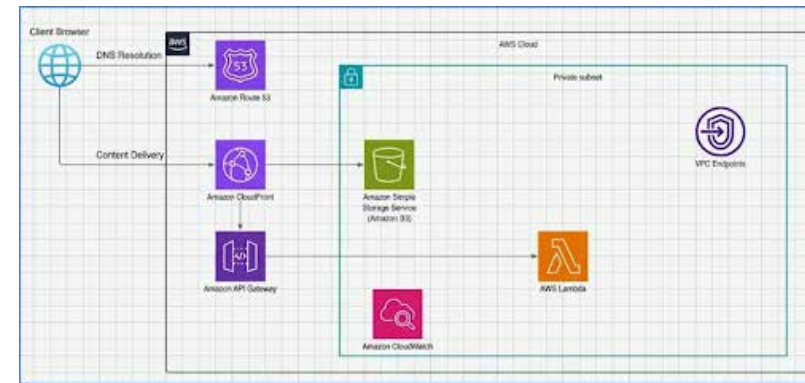 Client Browser
aws
AWS Cloud
DNS Resolution
53
Private subnet
Amazon Route 53
VPC Endpoints
Content Delivery
Amazon CloudFront
Amazon Simple
Storage Service
(Amazon S3)
</>
Amazon API Gateway
AWS Lambda
Amazon CloudWatch